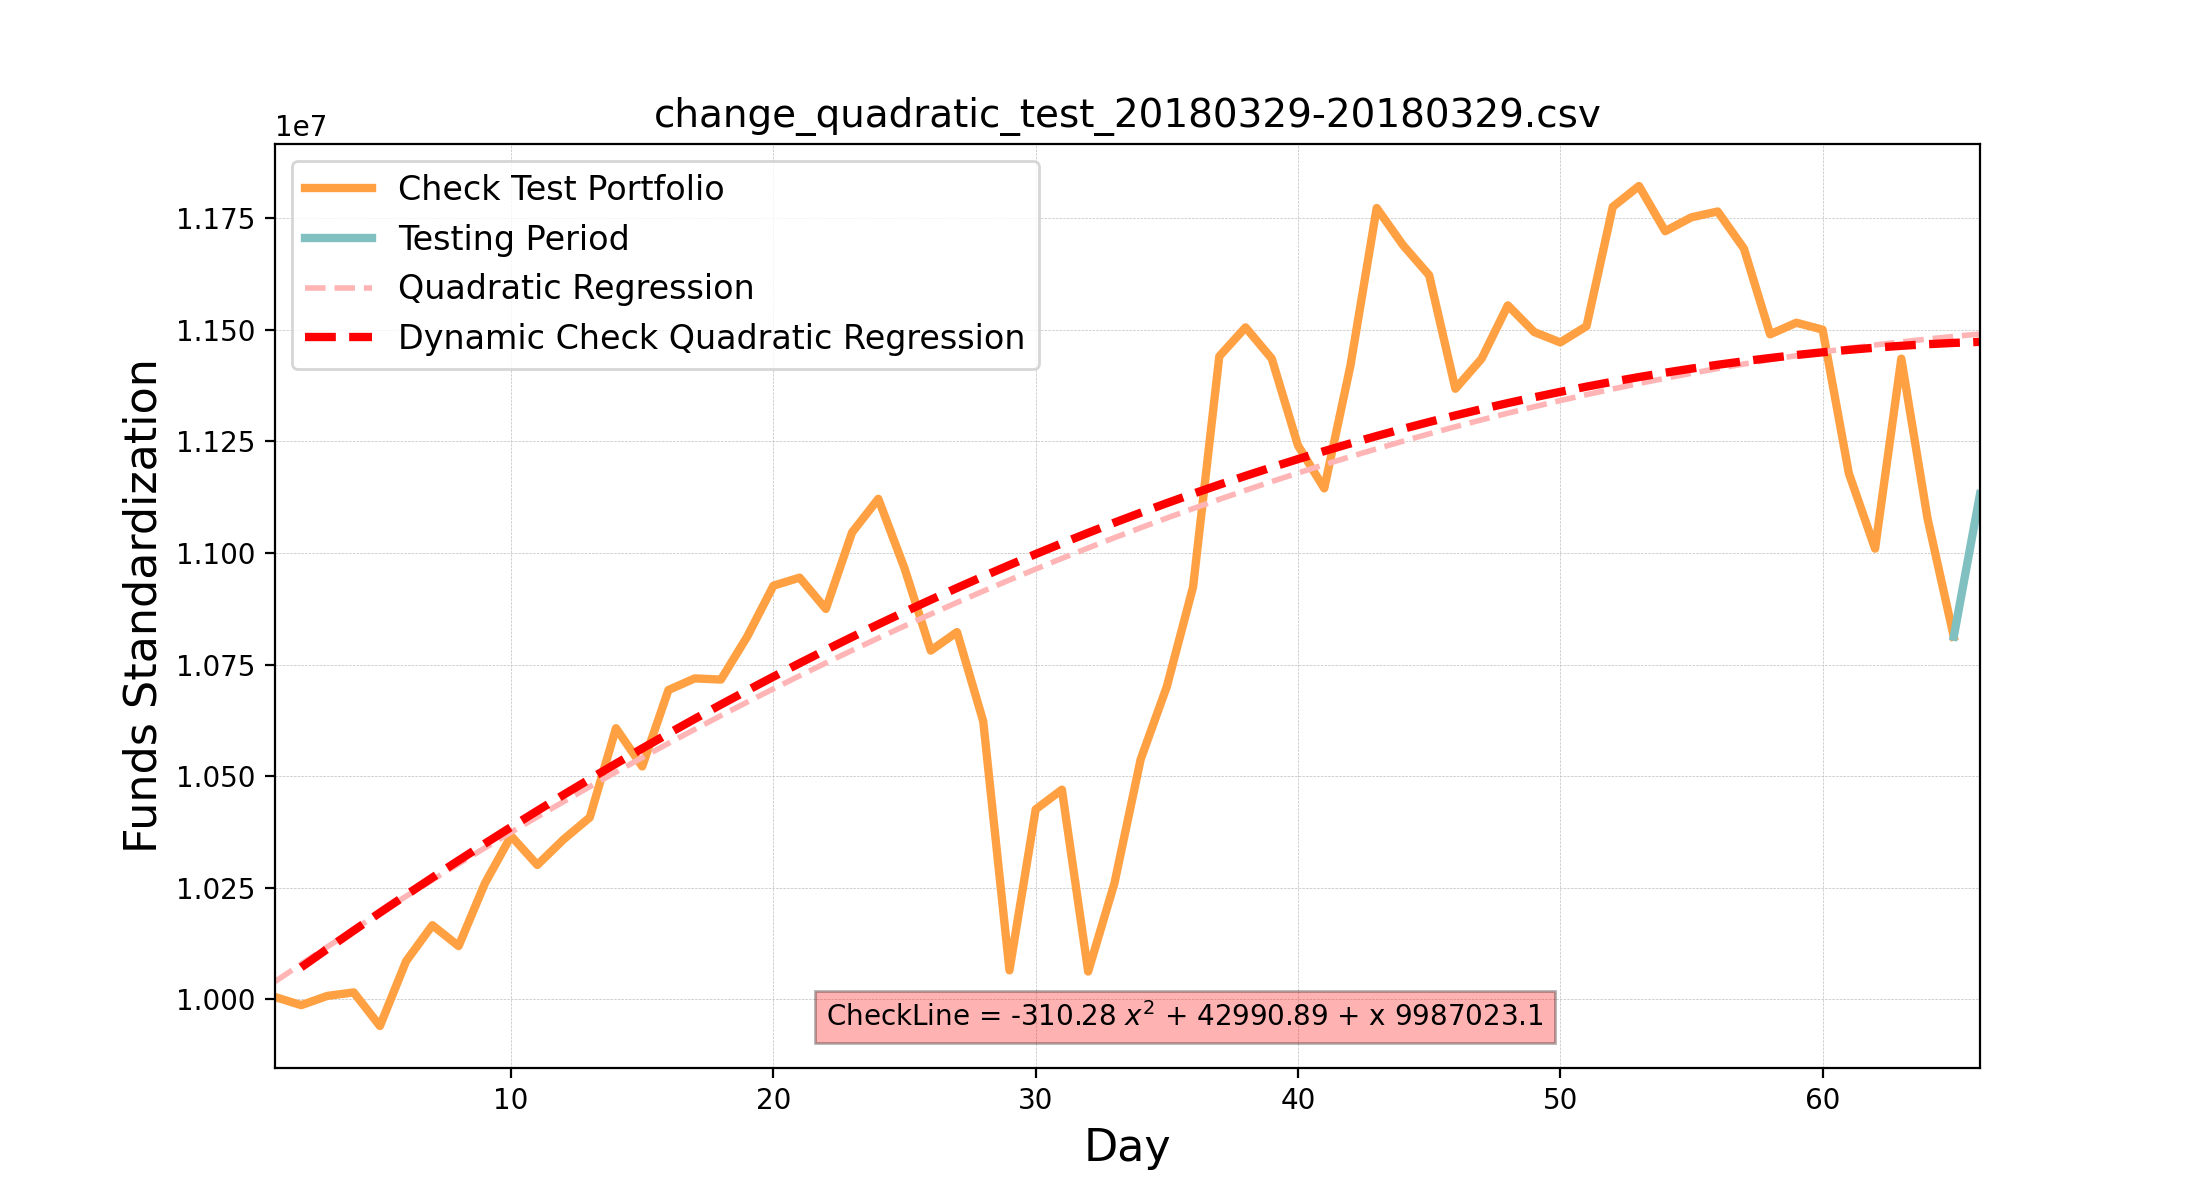 change_quadratic_test_20180329-20180329.csv
1e7
Check Test Portfolio
Testing Period
Quadratic Regression
Dynamic Check Quadratic Regression
Funds Standardization
1.175
1.150
1.125
1.100
1.075
1.050
1.025
1.000
CheckLine = -310.28 x² + 42990.89 + x 9987023.1
10 20 30 40 50 60
Day